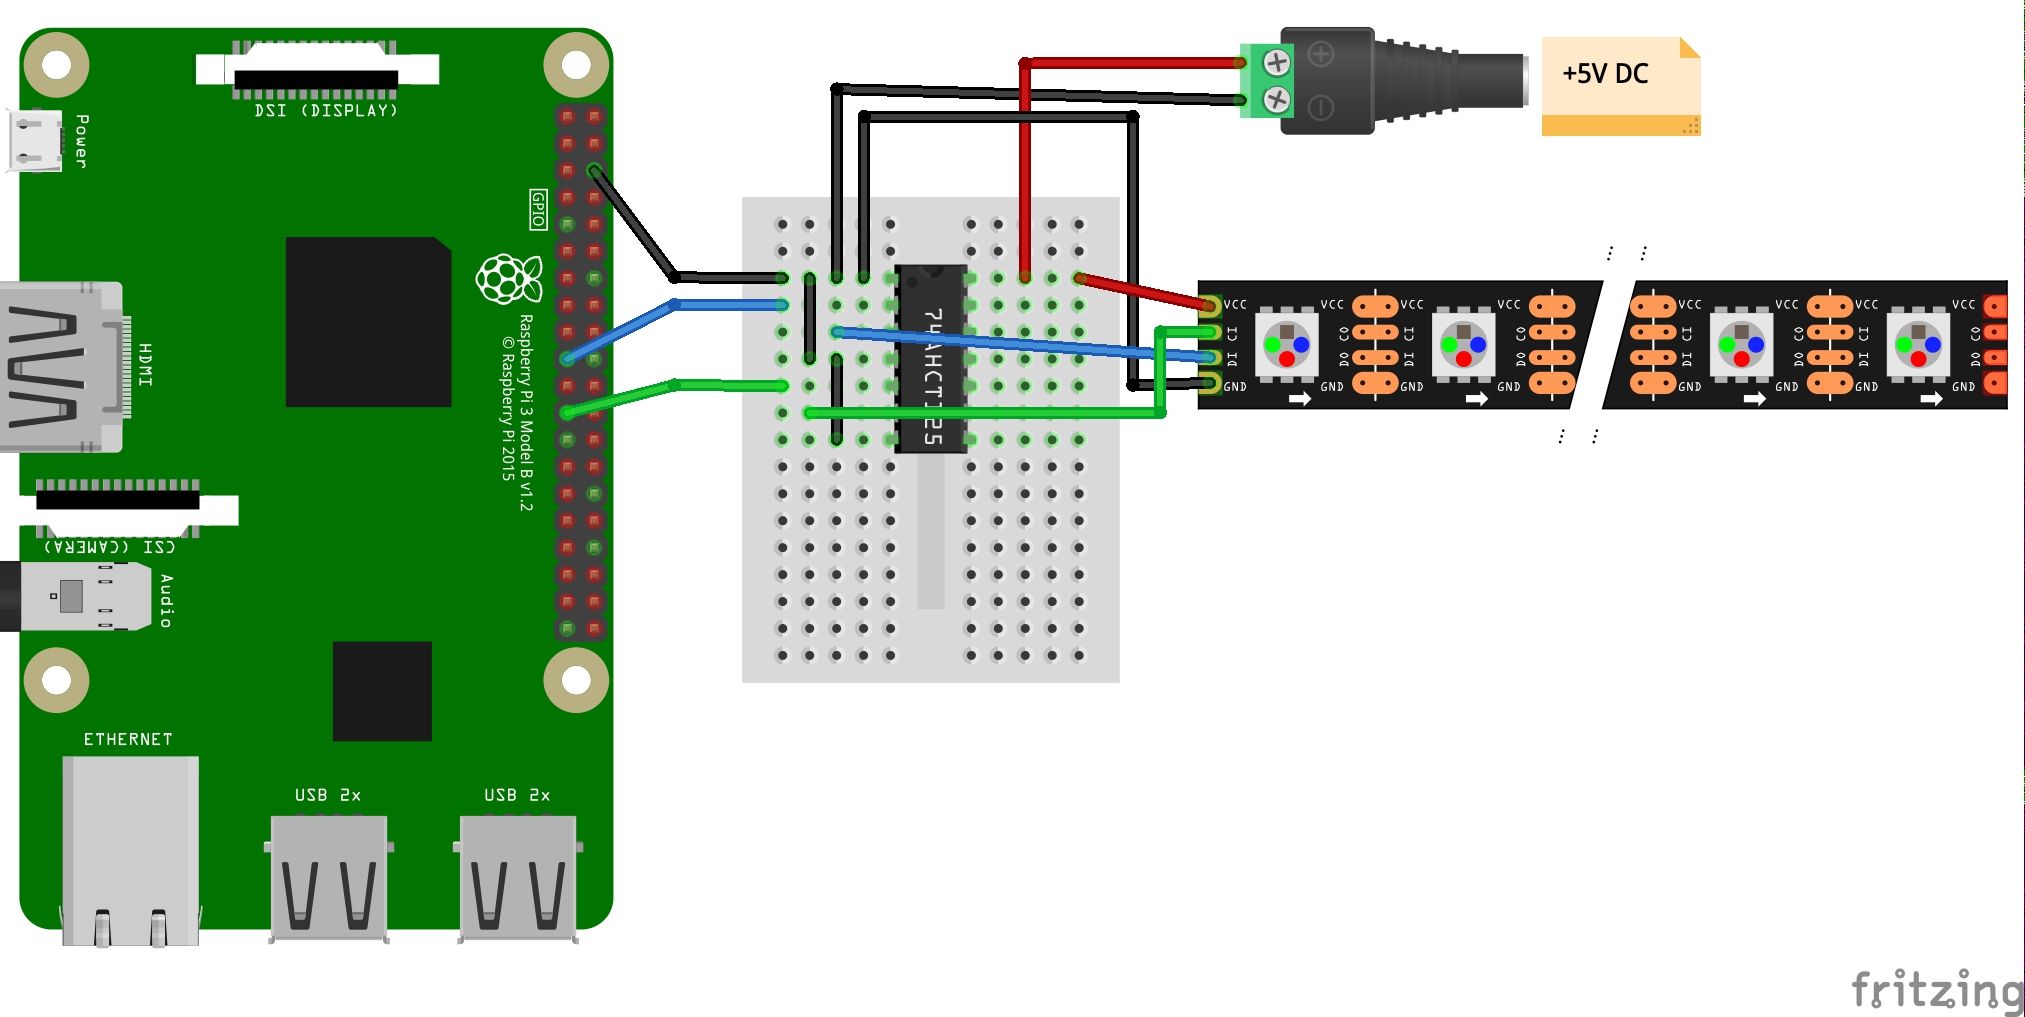 DSI (DISPLAY)
Power
GPIO
HDMI
Raspberry Pi 3 Model B v1.2
© Raspberry Pi 2015
CSI (CAMERA)
Audio
ETHERNET
USB 2x
USB 2x
74AHCT125
+5V DC
VCC
CI
DI
GND
VCC
CO
DO
GND
VCC
CI
DI
GND
VCC
CO
DO
GND
VCC
CI
DI
GND
VCC
CO
DO
GND
VCC
CI
DI
GND
VCC
CO
DO
GND
fritzing